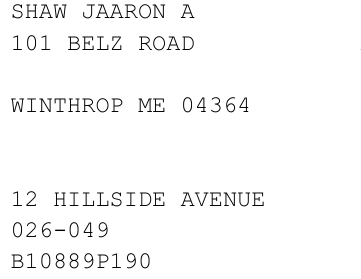 SHAW JAARON A
101 BELZ ROAD
WINTHROP ME 04364
12 HILLSIDE AVENUE
026-049
B10889P190